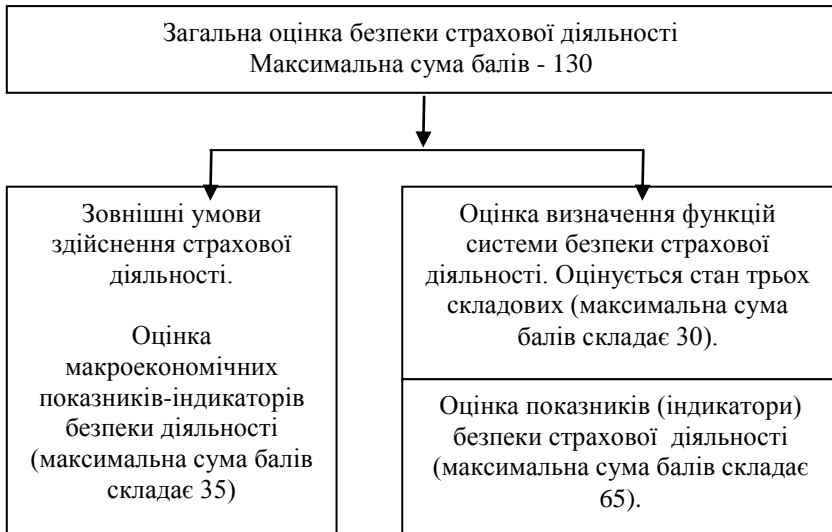 Загальна оцінка безпеки страхової діяльності
Максимальна сума балів - 130
Зовнішні умови
здійснення страхової
діяльності.
Оцінка
макроекономічних
показників-індикаторів
безпеки діяльності
(максимальна сума балів
складає 35)
Оцінка визначення функцій
системи безпеки страхової
діяльності. Оцінується стан трьох
складових (максимальна сума
балів складає 30).
Оцінка показників (індикатори)
безпеки страхової діяльності
(максимальна сума балів складає
65).